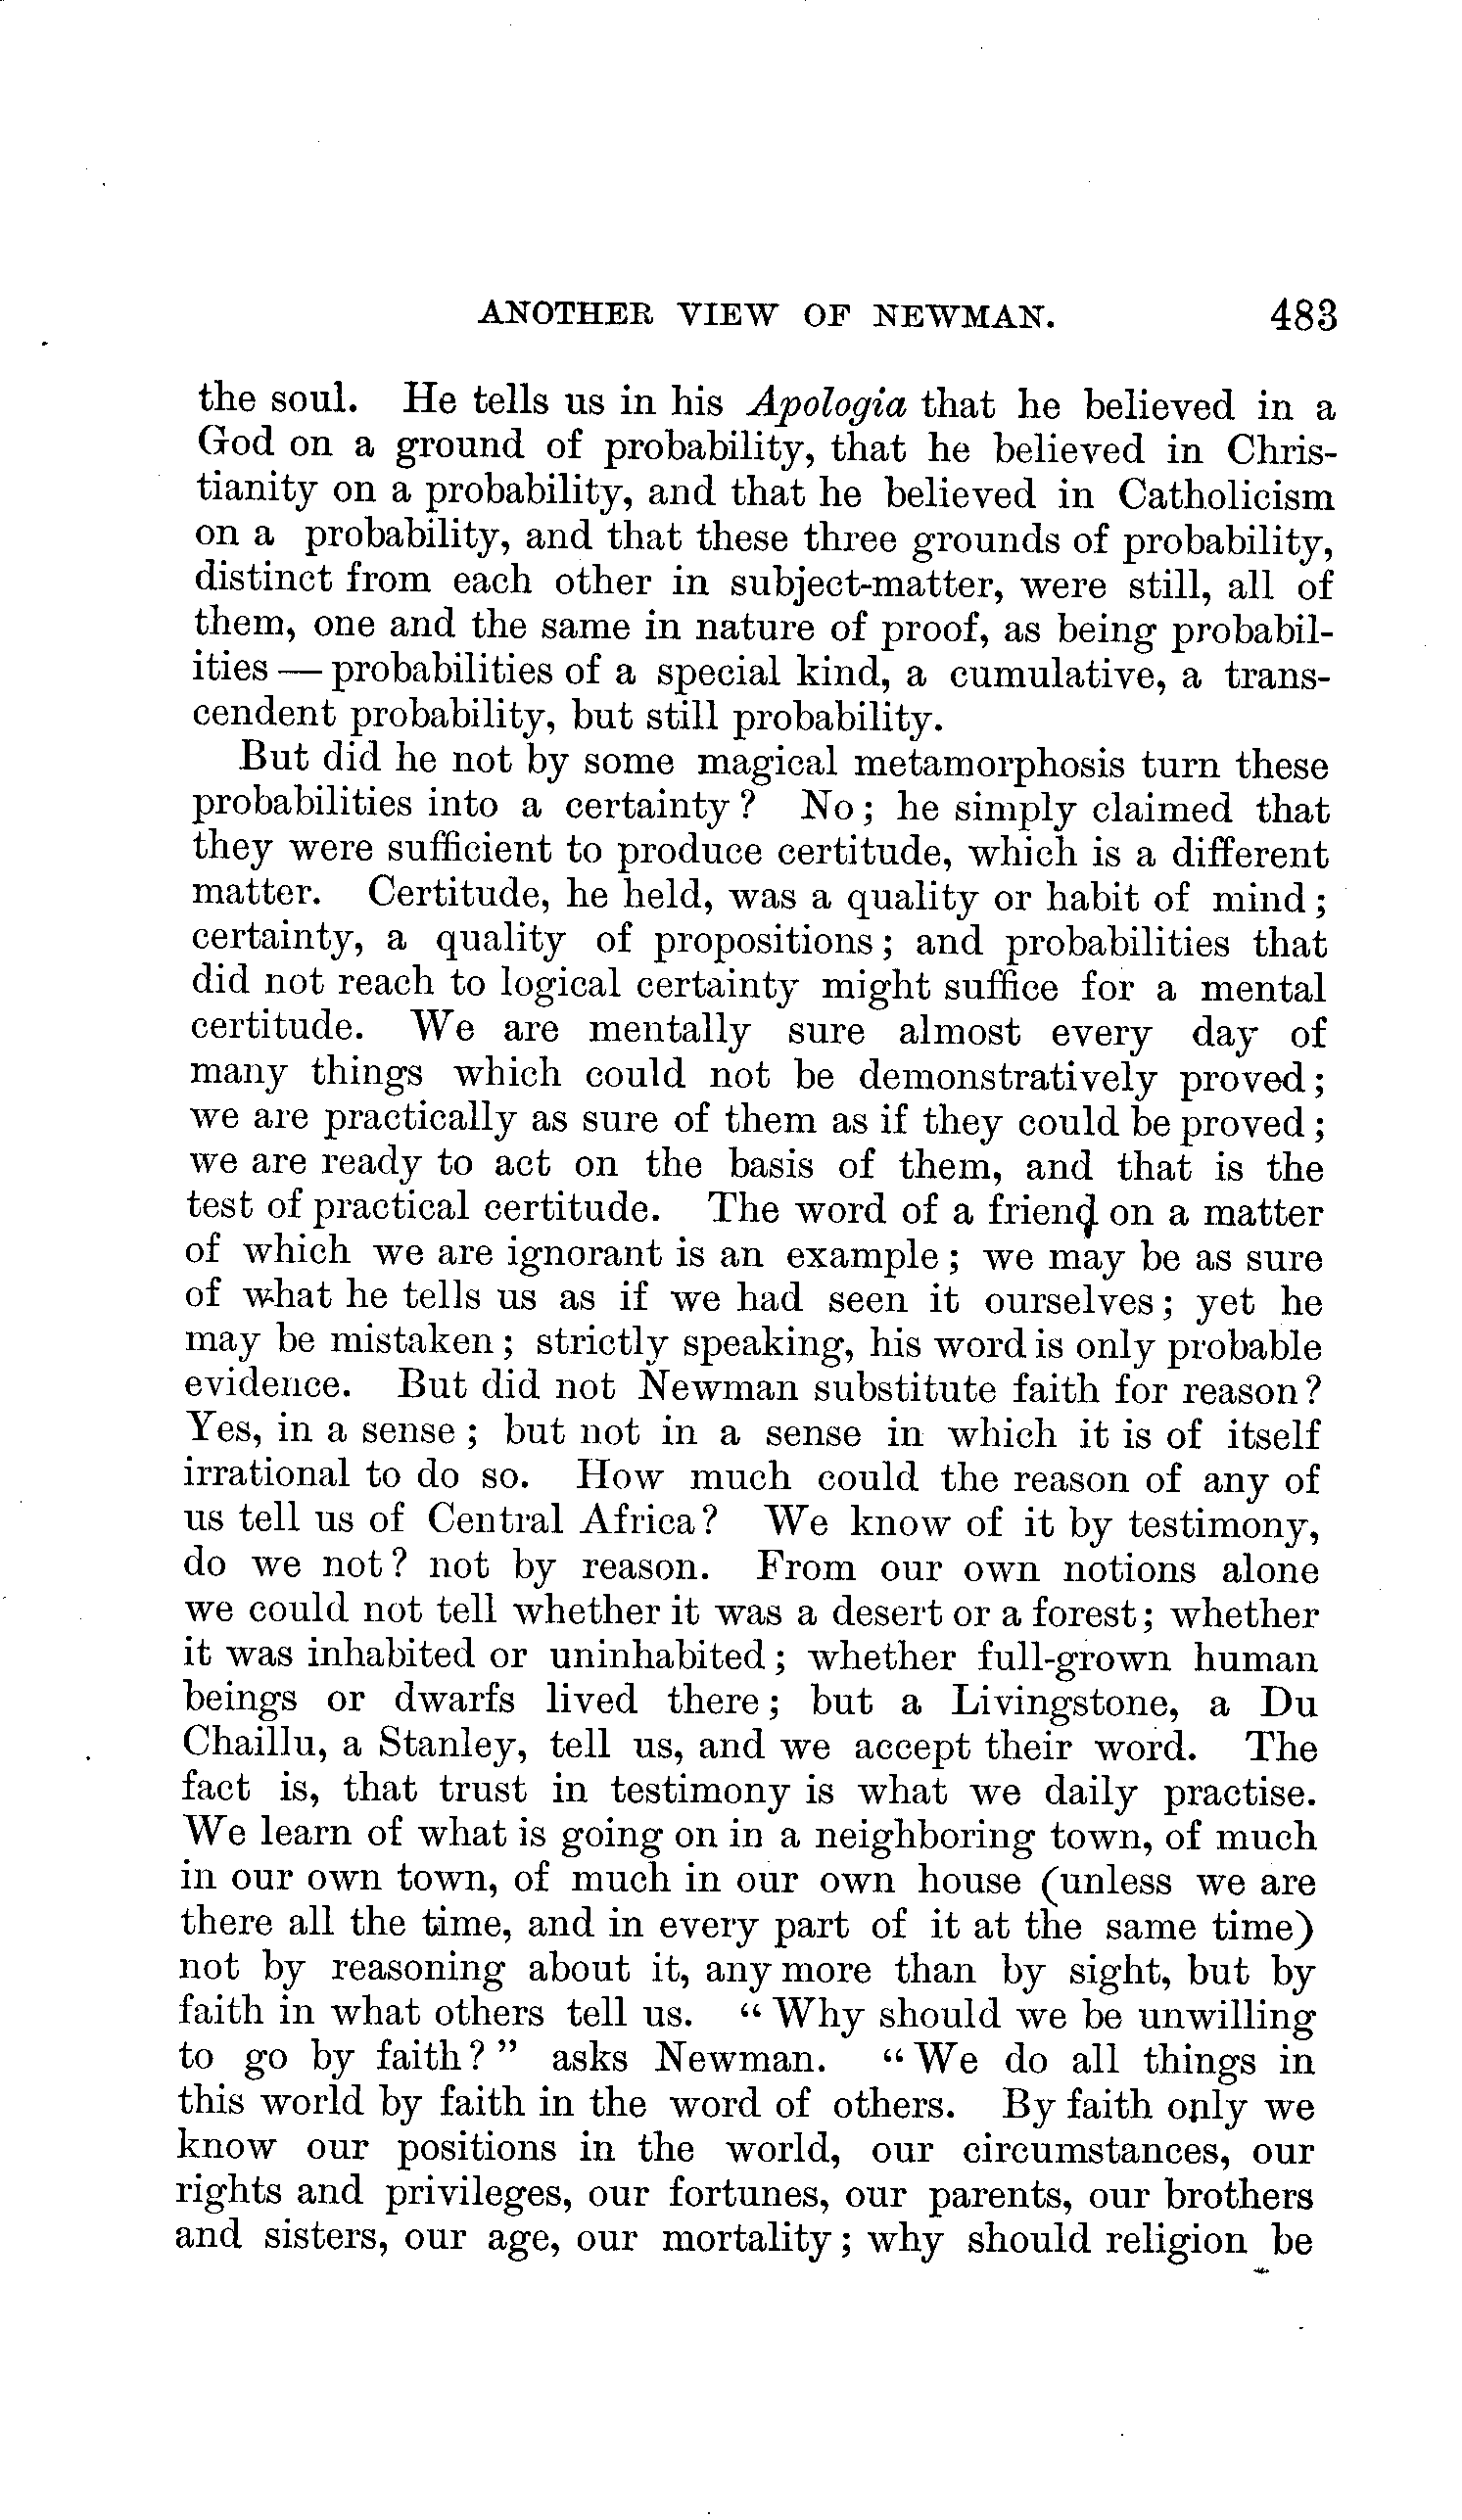 ANOTHER VIEW OF NEWMAN. 483
the soul. He tells us in his Apologia that he believed in a
God on a ground of probability, that he believed in Chris-
tianity on a probability, and that he believed in Catholicism
on a probability, and that these three grounds of probability,
distinct from each other in subject-matter, were still, all of
them, one and the same in nature of proof, as being probabil-
ities — probabilities of a special kind, a cumulative, a trans-
cendent probability, but still probability.
But did he not by some magical metamorphosis turn these
probabilities into a certainty? No; he simply claimed that
they were sufficient to produce certitude, which is a different
matter. Certitude, he held, was a quality or habit of mind;
certainty, a quality of propositions; and probabilities that
did not reach to logical certainty might suffice for a mental
certitude. We are mentally sure almost every day of
many things which could not be demonstratively proved;
we are practically as sure of them as if they could be proved;
we are ready to act on the basis of them, and that is the
test of practical certitude. The word of a friend on a matter
of which we are ignorant is an example; we may be as sure
of what he tells us as if we had seen it ourselves; yet he
may be mistaken; strictly speaking, his word is only probable
evidence. But did not Newman substitute faith for reason?
Yes, in a sense; but not in a sense in which it is of itself
irrational to do so. How much could the reason of any of
us tell us of Central Africa? We know of it by testimony,
do we not? not by reason. From our own notions alone
we could not tell whether it was a desert or a forest; whether
it was inhabited or uninhabited; whether full-grown human
beings or dwarfs lived there; but a Livingstone, a Du
Chaillu, a Stanley, tell us, and we accept their word. The
fact is, that trust in testimony is what we daily practise.
We learn of what is going on in a neighboring town, of much
in our own town, of much in our own house (unless we are
there all the time, and in every part of it at the same time)
not by reasoning about it, any more than by sight, but by
faith in what others tell us. "Why should we be unwilling
to go by faith?" asks Newman. "We do all things in
this world by faith in the word of others. By faith only we
know our positions in the world, our circumstances, our
rights and privileges, our fortunes, our parents, our brothers
and sisters, our age, our mortality; why should religion be